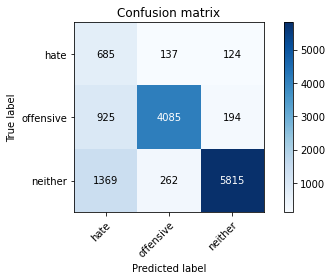 Confusion matrix
hate 685 137 124
offensive 925 4085 194
neither 1369 262 5815
hate offensive neither
True label
Predicted label
5000
4000
3000
2000
1000